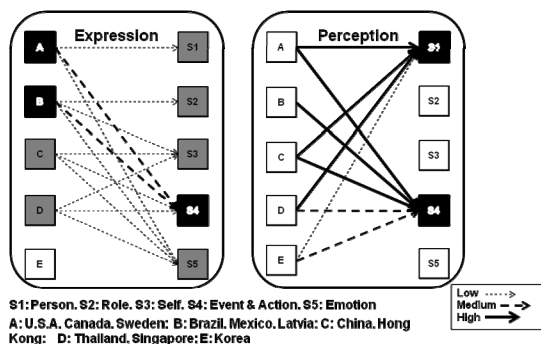 Expression
A
B
C
D
E
S1
S2
S3
S4
S5
Perception
A
B
C
D
E
S1
S2
S3
S4
S5
S1: Person. S2: Role. S3: Self. S4: Event & Action. S5: Emotion
A: U.S.A. Canada. Sweden: B: Brazil. Mexico. Latvia: C: China. Hong
Kong: D: Thailand. Singapore: E: Korea
Low
Medium
High